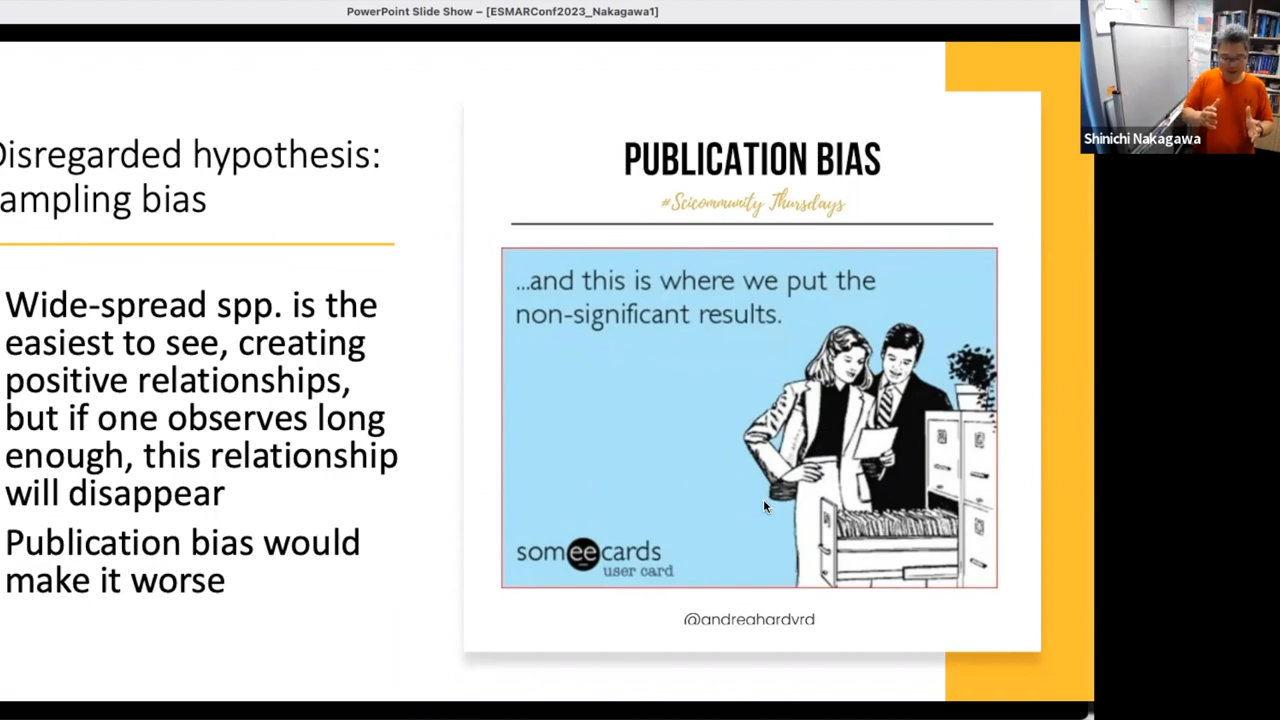 PowerPoint Slide Show – [ESMARConf2023_Nakagawa1]
Disregarded hypothesis:
ampling bias
Wide-spread spp. is the
easiest to see, creating
positive relationships,
but if one observes long
enough, this relationship
will disappear
Publication bias would
make it worse
PUBLICATION BIAS
#Scicommunity Thursdays
...and this is where we put the
non-significant results.
someecards
user card
@andreahardyrd
Shinichi Nakagawa